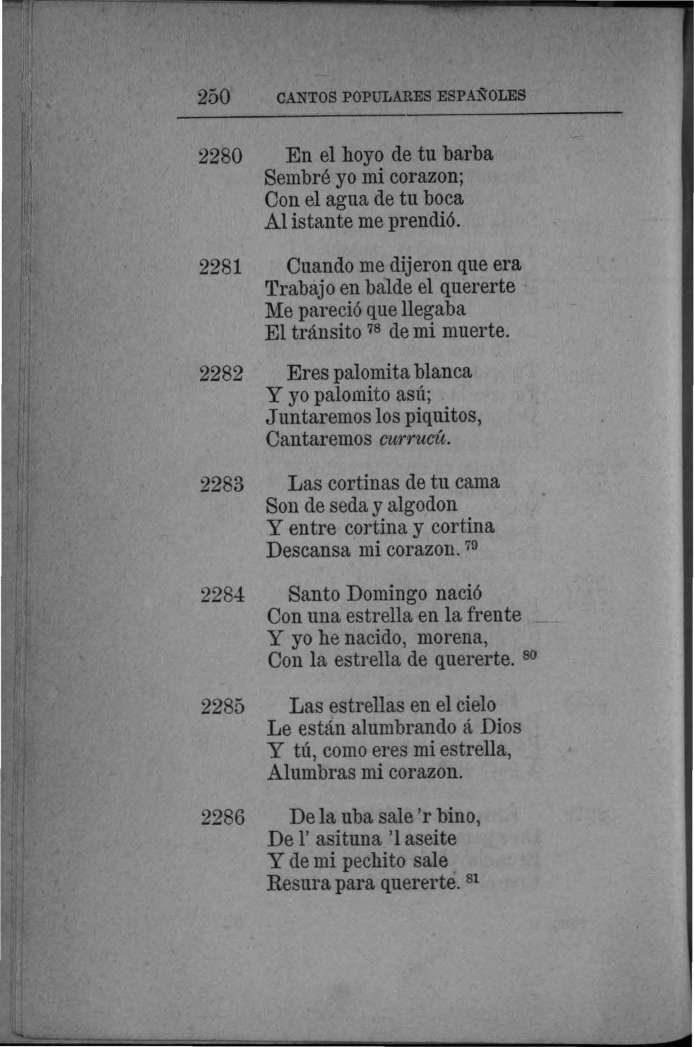 250 CANTOS POPULARES ESPAÑOLES
2280 En el hoyo de tu barba
Sembré yo mi corazon;
Con el agua de tu boca
Al istante me prendió.
2281 Cuando me dijeron que era
Trabajo en balde el quererte
Me pareció que llegaba
El tránsito 78 de mi muerte.
2282 Eres palomita blanca
Y yo palomito asú;
Juntaremos los piquitos,
Cantaremos currucú.
2283 Las cortinas de tu cama
Son de seda y algodon
Y entre cortina y cortina
Descansa mi corazon. 79
2284 Santo Domingo nació
Con una estrella en la frente
Y yo he nacido, morena,
Con la estrella de quererte. 80
2285 Las estrellas en el cielo
Le están alumbrando á Dios
Y tú, como eres mi estrella,
Alumbras mi corazon.
2286 De la uba sale 'r bino,
De l' asituna 'l aseite
Y de mi pechito sale
Resura para quererte. 81